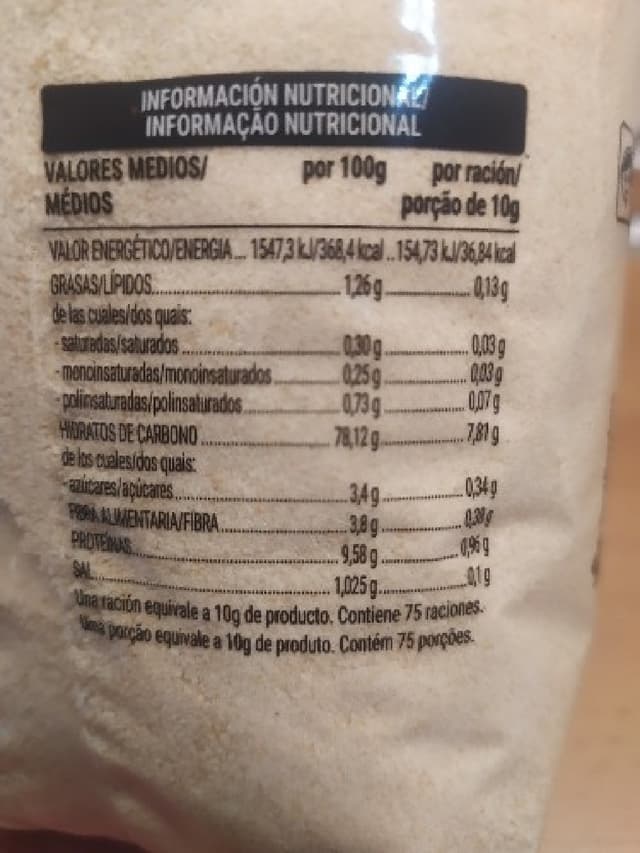 INFORMACIÓN NUTRICIONAL/
INFORMAÇÃO NUTRICIONAL
VALORES MEDIOS/ por 100g por ración/
MÉDIOS porção de 10g
VALOR ENERGÉTICO/ENERGIA... 1547,3 kJ/368,4 kcal .. 154,73 kJ/36,84 kcal
GRASAS/LÍPIDOS........ 1,26 g ........ 0,13 g
de las cuales/dos quais:
- saturadas/saturados ........ 0,30 g ........ 0,03 g
- monoinsaturadas/monoinsaturados ........ 0,25 g ........ 0,03 g
- poliinsaturadas/polinsaturados ........ 0,73 g ........ 0,07 g
HIDRATOS DE CARBONO ........ 78,12 g ........ 7,81 g
de los cuales/dos quais:
- azúcares/açúcares ........ 3,4 g ........ 0,34 g
FIBRA ALIMENTARIA/FIBRA ........ 3,8 g ........ 0,38 g
PROTEÍNAS ........ 9,58 g ........ 0,96 g
SAL ........ 1,025 g ........ 0,1 g
Una ración equivale a 10g de producto. Contiene 75 raciones.
Uma porção equivale a 10g de produto. Contém 75 porções.